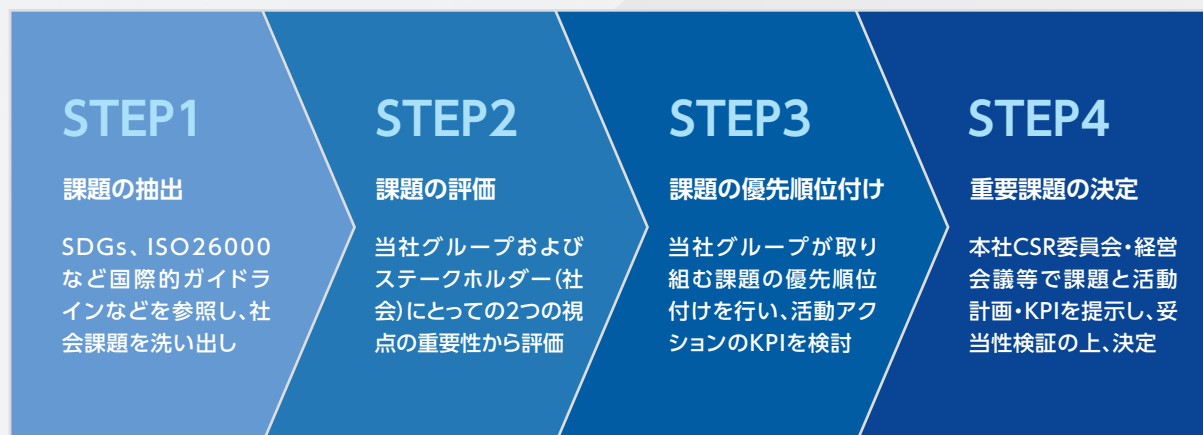 STEP1
課題の抽出
SDGs、ISO26000
など国際的ガイドラ
インなどを参照し、社
会課題を洗い出し
STEP2
課題の評価
当社グループおよび
ステークホルダー（社
会）にとっての2つの視
点の重要性から評価
STEP3
課題の優先順位付け
当社グループが取り
組む課題の優先順位
付けを行い、活動アク
ションのKPIを検討
STEP4
重要課題の決定
本社CSR委員会・経営
会議等で課題と活動
計画・KPIを提示し、妥
当性検証の上、決定